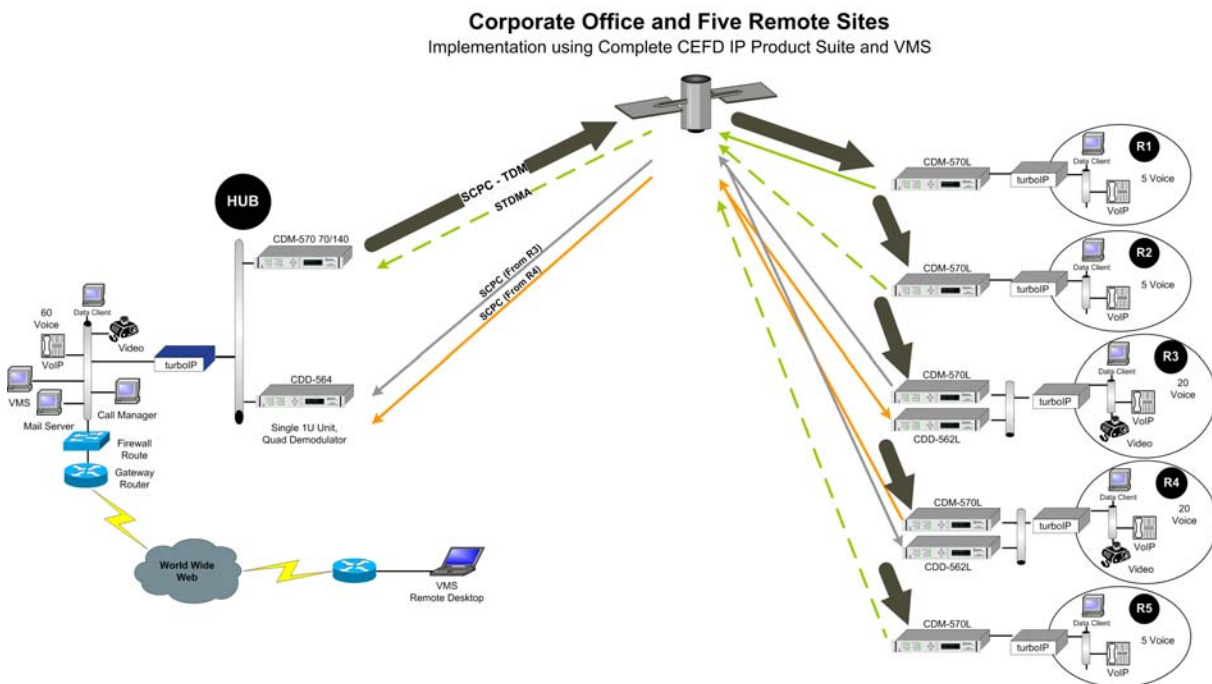 Corporate Office and Five Remote Sites
Implementation using Complete CEFD IP Product Suite and VMS
SCPC - TDM
STDMA
SCPC (From R3)
SCPC (From R4)
HUB
CDM-570 70/140
CDD-564
Single 1U Unit,
Quad Demodulator
turboIP
Data Client
60
Voice
VoIP
Video
VMS
Mail Server
Call Manager
Firewall
Route
Gateway
Router
World Wide
Web
VMS
Remote Desktop
CDM-570L
turboIP
Data Client
R1
5 Voice
VoIP
CDM-570L
turboIP
Data Client
R2
5 Voice
VoIP
CDM-570L
CDD-562L
turboIP
Data Client
R3
20
Voice
VoIP
Video
CDM-570L
CDD-562L
turboIP
Data Client
R4
20
Voice
VoIP
Video
CDM-570L
turboIP
Data Client
R5
5 Voice
VoIP